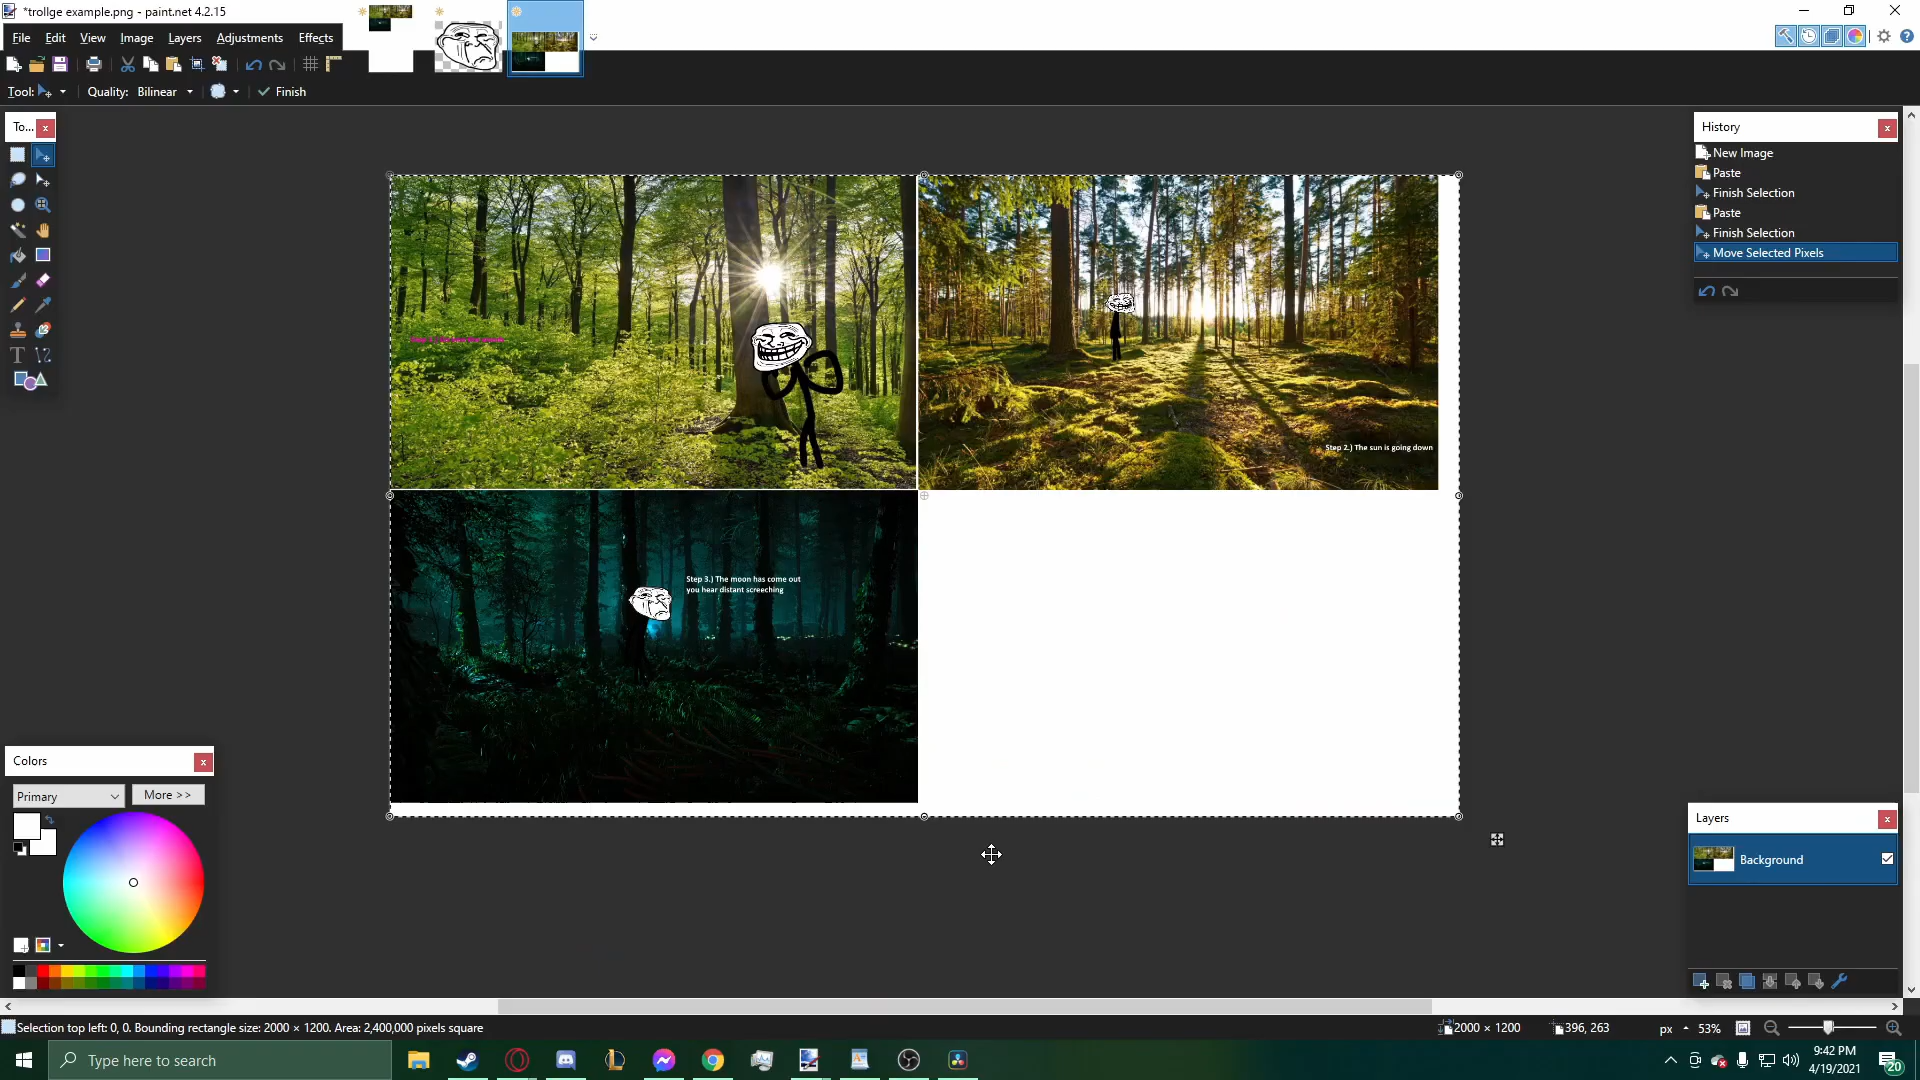 *trollge example.png - paint.net 4.2.15
File Edit View Image Layers Adjustments Effects
Tool: Quality: Bilinear Finish
To...
History
New Image
Paste
Finish Selection
Paste
Finish Selection
Move Selected Pixels
Step 2.) The sun is going down
Step 3.) The moon has come out
you hear distant screeching
Colors
Primary
More >>
Layers
Background
Selection top left: 0, 0. Bounding rectangle size: 2000 × 1200. Area: 2,400,000 pixels square
2000 × 1200
396, 263
px
53%
Type here to search
9:42 PM
4/19/2021
20